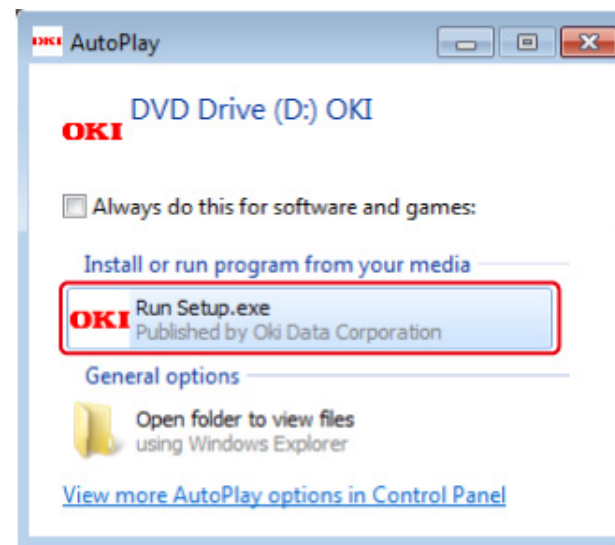 OKI AutoPlay
OKI DVD Drive (D:) OKI
Always do this for software and games:
Install or run program from your media
OKI Run Setup.exe
Published by Oki Data Corporation
General options
Open folder to view files
using Windows Explorer
View more AutoPlay options in Control Panel